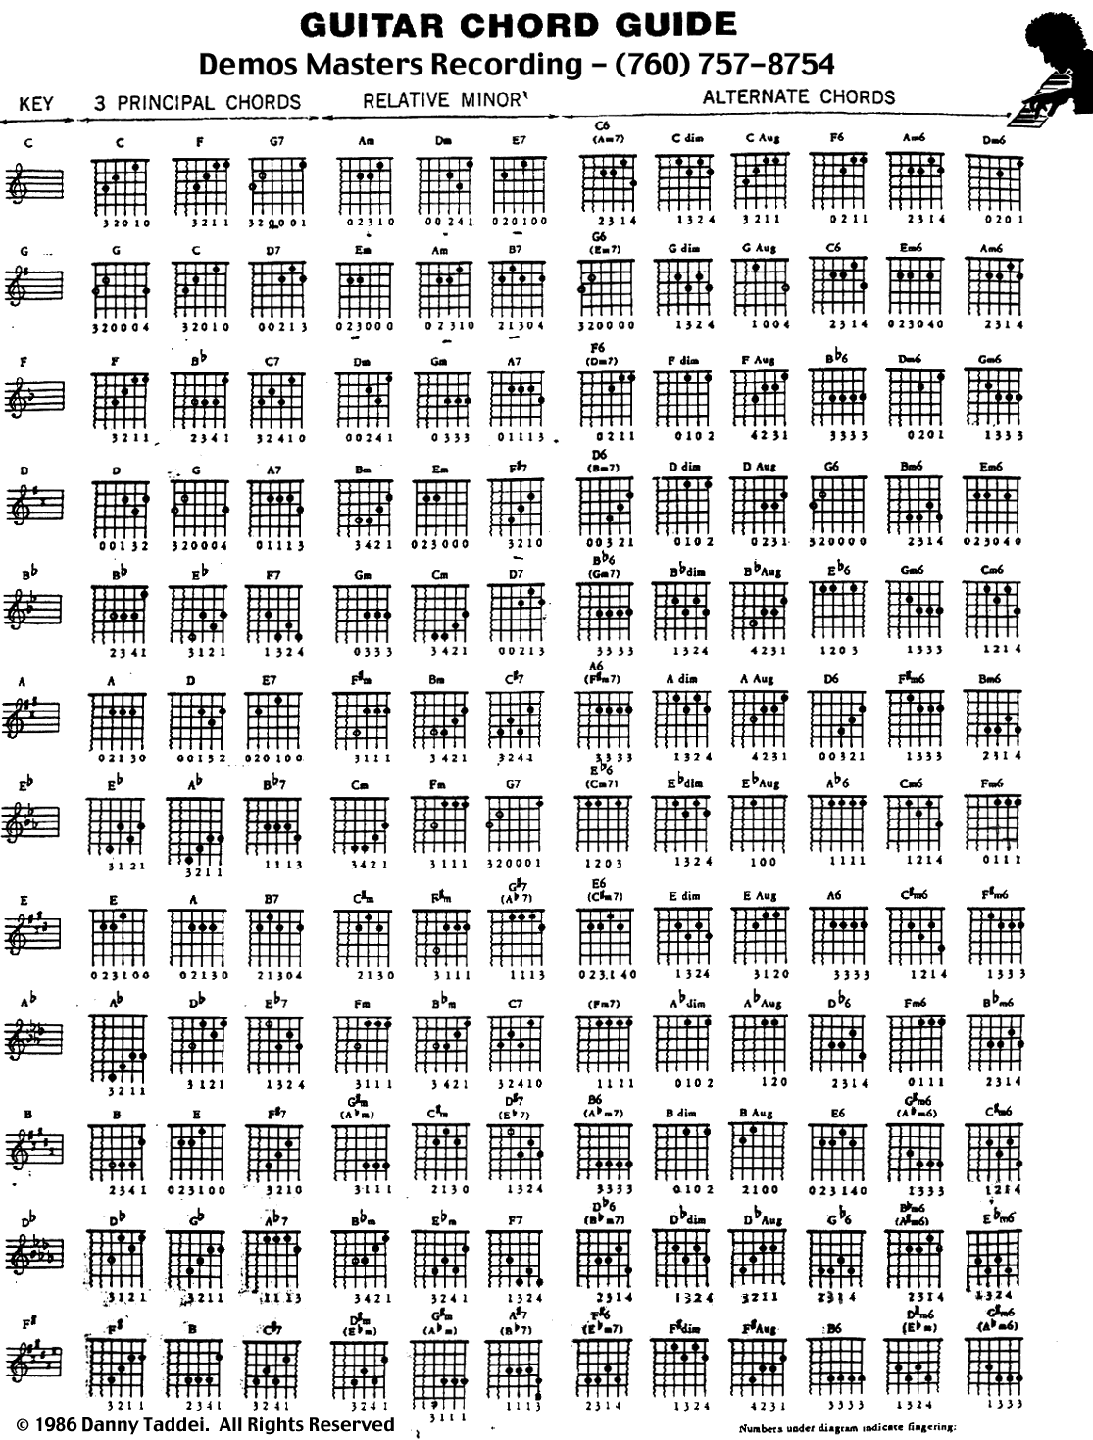 GUITAR CHORD GUIDE
Demos Masters Recording – (760) 757–8754
KEY 3 PRINCIPAL CHORDS RELATIVE MINOR ALTERNATE CHORDS
C6
C C F G7 Am Dm E7 (Am7) C dim C Aug F6 Am6 Dm6
32010 3211 320001 02310 00241 020100 2314 1324 3211 0211 2314 0201
G6
G G C D7 Em Am B7 (Em7) G dim G Aug C6 Em6 Am6
320004 32010 00213 023000 02310 21304 320000 1324 1004 2314 023040 2314
F6
F F B♭ C7 Dm Gm A7 (Dm7) F dim F Aug B♭6 Dm6 Gm6
3211 2341 32410 00241 0333 01113 0211 0102 4231 3333 0201 1333
D6
D D G A7 Bm Em F#7 (Bm7) D dim D Aug G6 Bm6 Em6
00132 320004 01113 3421 023000 3210 00321 0102 0231 320000 2314 023040
B♭6
B♭ B♭ E♭ F7 Gm Cm D7 (Gm7) B♭dim B♭Aug E♭6 Gm6 Cm6
2341 3121 1324 0333 3421 00213 3333 1324 4231 1203 1333 1214
A6
A A D E7 F#m Bm C#7 (F#m7) A dim A Aug D6 F#m6 Bm6
02130 00132 020100 3111 3421 3241 3333 1324 4231 00321 1333 2314
E♭6
E♭ E♭ A♭ B♭7 Cm Fm G7 (Cm7) E♭dim E♭Aug A♭6 Cm6 Fm6
3121 3211 1113 3421 3111 320001 1203 1324 100 1111 1214 0111
G#7 E6
E E A B7 C#m F#m (A♭7) (C#m7) E dim E Aug A6 C#m6 F#m6
023100 02130 21304 2130 3111 1113 023140 1324 3120 3333 1214 1333
A♭ A♭ D♭ E♭7 Fm B♭m C7 (Fm7) A♭dim A♭Aug D♭6 Fm6 B♭m6
3211 3121 1324 3111 3421 32410 1111 0102 120 2314 0111 2314
G#m D#7 B6 G#m6
B B E F#7 (A♭m) C#m (E♭7) (A♭m7) B dim B Aug E6 (A♭m6) C#m6
2341 023100 3210 3111 2130 1324 3333 0102 2100 023140 1333 1214
D♭6 B♭m6
D♭ D♭ G♭ A♭7 B♭m E♭m F7 (B♭m7) D♭dim D♭Aug G♭6 (A#m6) E♭m6
3121 3211 1113 3421 3241 1324 2314 1324 3211 2314 2314 1324
D#m G#m A#7 F#6 D#m6 G#m6
F# F# B C#7 (E♭m) (A♭m) (B♭7) (E♭m7) F#dim F#Aug B6 (E♭m) (A♭m6)
3211 2341 3241 3241 3111 1113 2314 1324 4231 3333 1324 1333
© 1986 Danny Taddei. All Rights Reserved
Numbers under diagram indicate fingering: